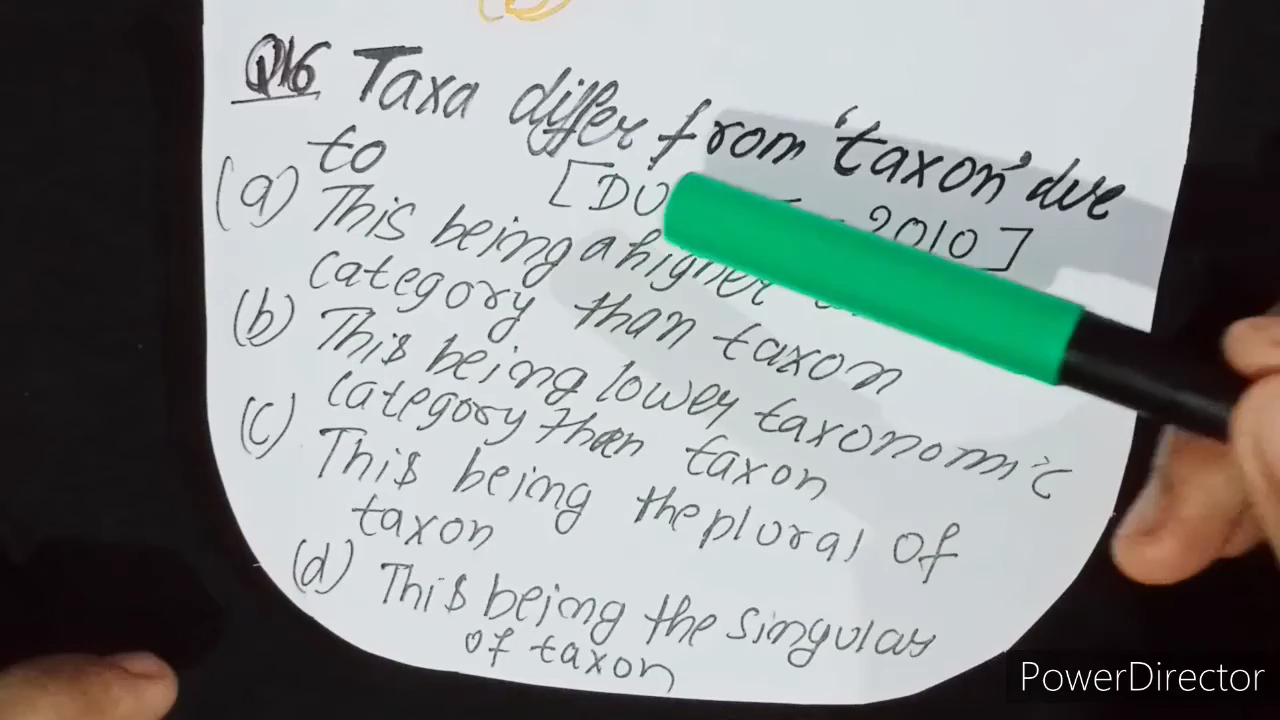 Q16 Taxa differ from 'taxon' due
to
[DU 2010]
(a) This being a higher
category than taxon
(b) This being lower taxonomic
category than taxon
(c) This being the plural of
taxon
(d) This being the singular
of taxon
PowerDirector